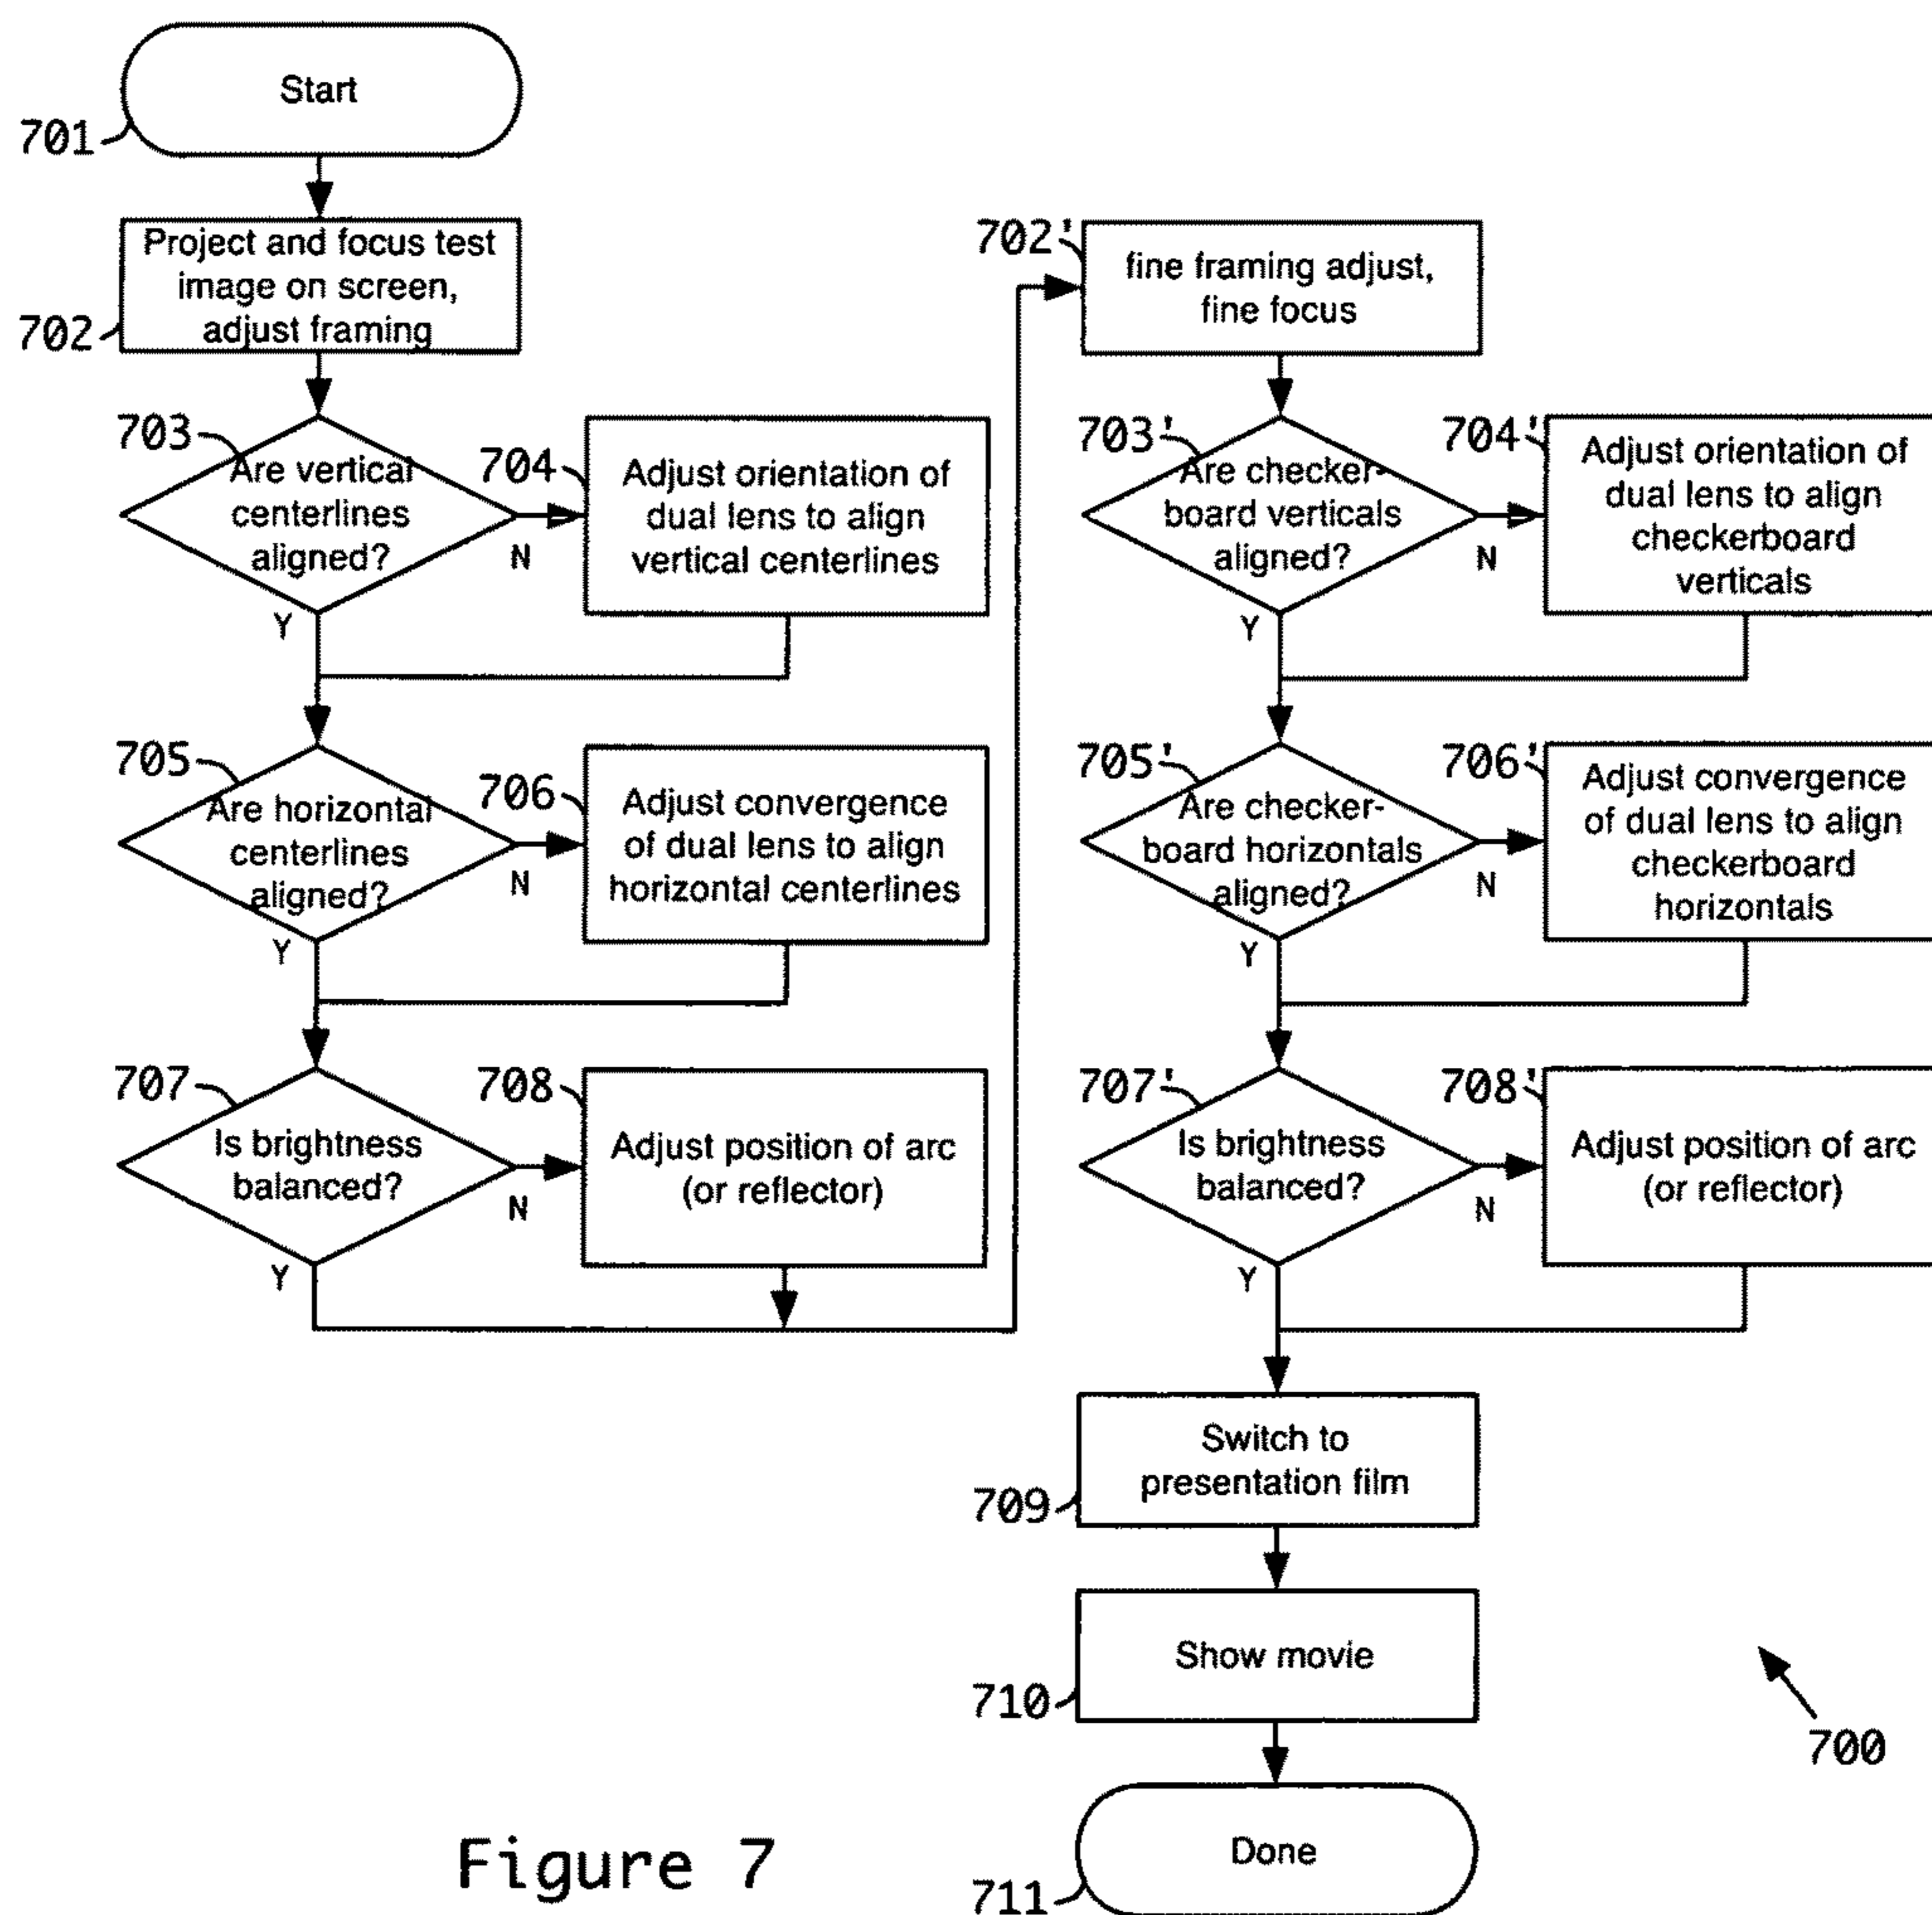 Start
701
Project and focus test
image on screen,
adjust framing
702
703
Are vertical
centerlines
aligned?
N
Y
704
Adjust orientation of
dual lens to align
vertical centerlines
705
Are horizontal
centerlines
aligned?
N
Y
706
Adjust convergence
of dual lens to align
horizontal centerlines
707
Is brightness
balanced?
N
Y
708
Adjust position of arc
(or reflector)
702'
fine framing adjust,
fine focus
703'
Are checker-
board verticals
aligned?
N
Y
704'
Adjust orientation of
dual lens to align
checkerboard
verticals
705'
Are checker-
board horizontals
aligned?
N
Y
706'
Adjust convergence
of dual lens to align
checkerboard
horizontals
707'
Is brightness
balanced?
N
Y
708'
Adjust position of arc
(or reflector)
Switch to
presentation film
709
Show movie
710
Done
711
700
Figure 7